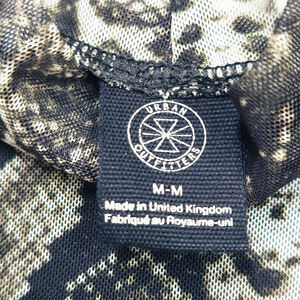 URBAN
OUTFITTERS
M-M
Made in United Kingdom
Fabriqué au Royaume-uni